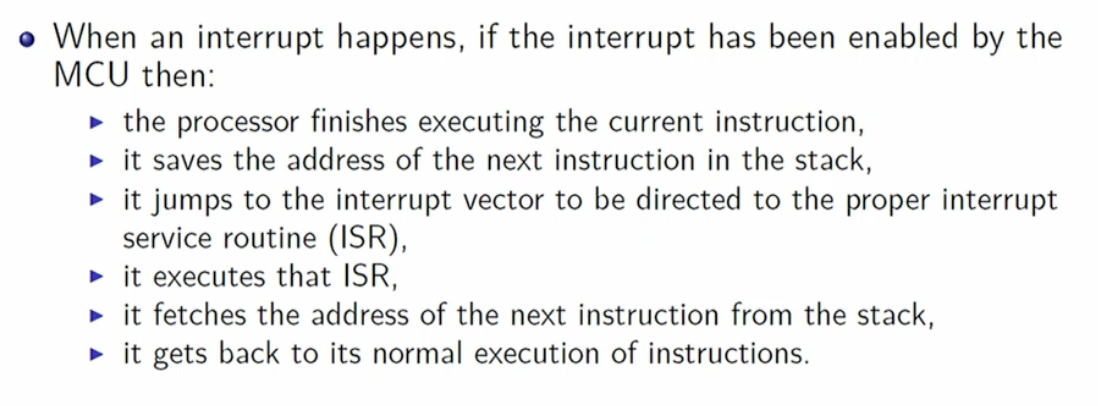 When an interrupt happens, if the interrupt has been enabled by the
MCU then:
the processor finishes executing the current instruction,
it saves the address of the next instruction in the stack,
it jumps to the interrupt vector to be directed to the proper interrupt
service routine (ISR),
it executes that ISR,
it fetches the address of the next instruction from the stack,
it gets back to its normal execution of instructions.